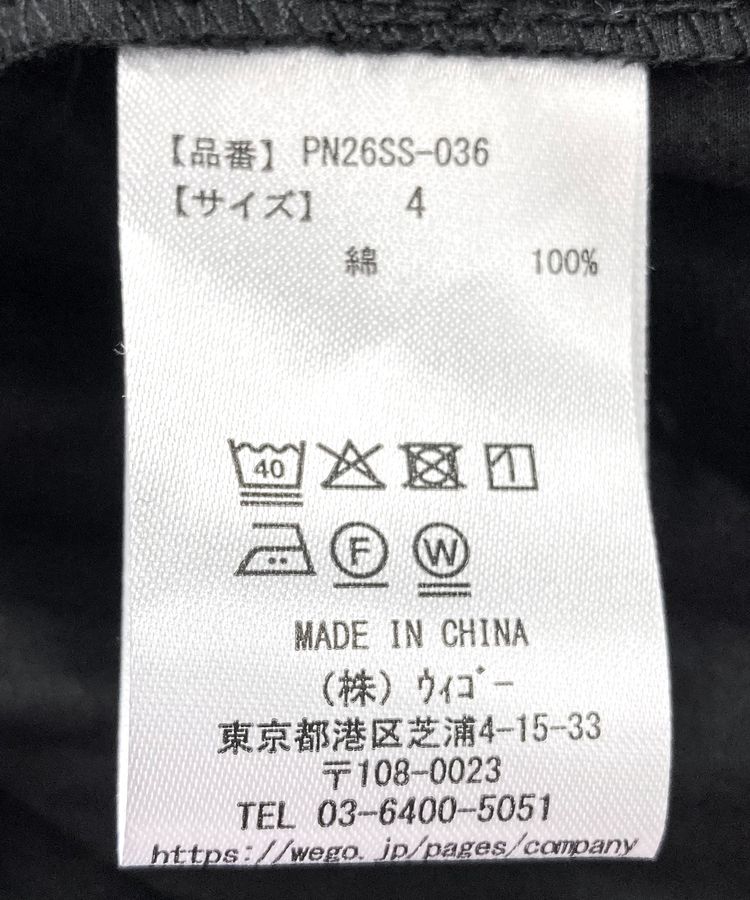 【品番】 PN26SS-036
【サイズ】 4
綿 100%
40
F W
MADE IN CHINA
(株) ウィゴー
東京都港区芝浦4-15-33
〒108-0023
TEL 03-6400-5051
https://wego.jp/pages/company